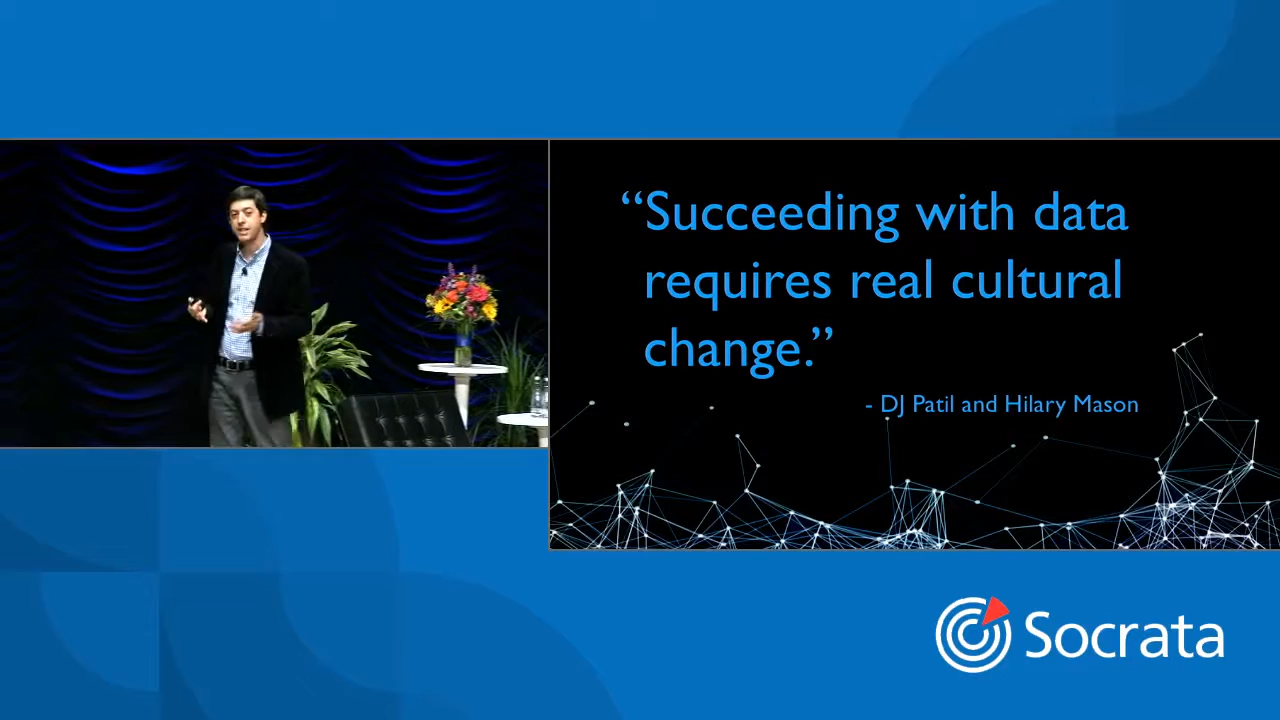 “Succeeding with data
requires real cultural
change.”
- DJ Patil and Hilary Mason
Socrata